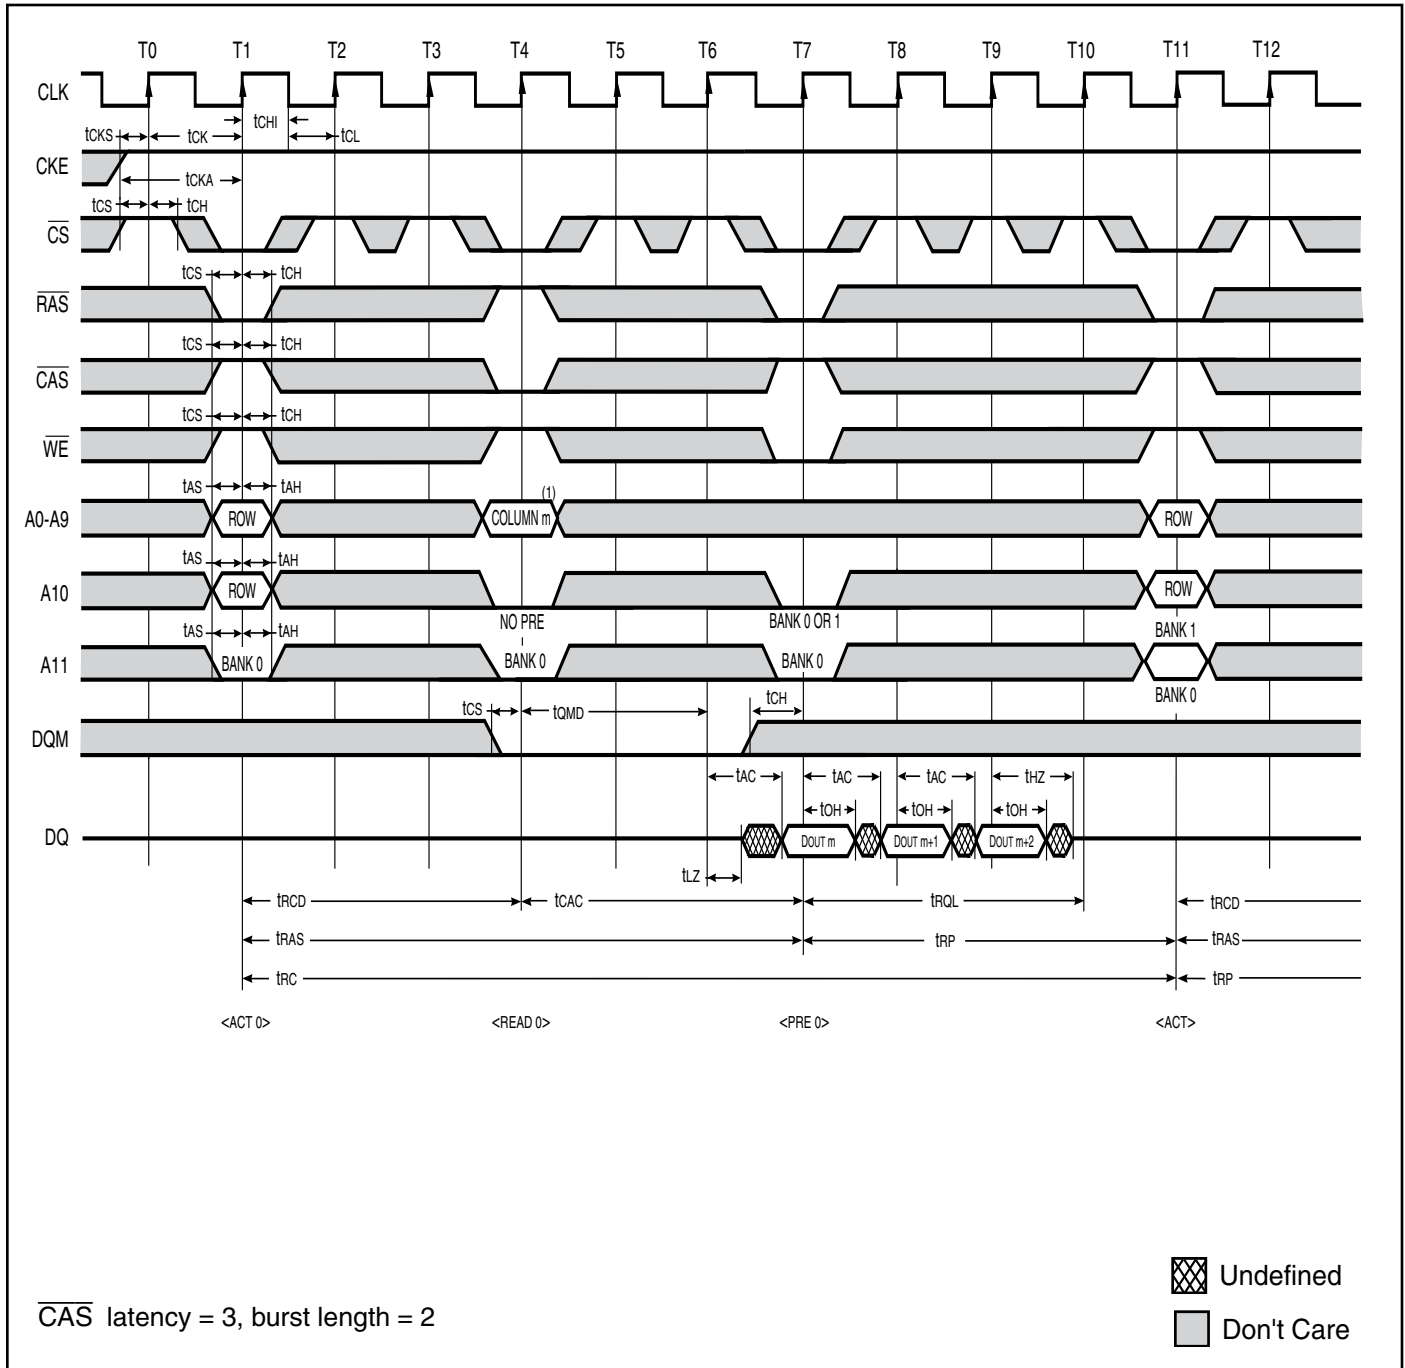 T0 T1 T2 T3 T4 T5 T6 T7 T8 T9 T10 T11 T12
CLK
tCHI
tCKS tCK tCL
CKE
tCKA
tCS tCH
CS
tCS tCH
RAS
tCS tCH
CAS
tCS tCH
WE
tAS tAH (1)
A0-A9 ROW COLUMN m ROW
tAS tAH
A10 ROW ROW
NO PRE BANK 0 OR 1
tAS tAH BANK 1
A11 BANK 0 BANK 0 BANK 0
BANK 0
tCS tQMD tCH
DQM
tAC tAC tAC tHZ
tOH tOH tOH
DQ DOUT m DOUT m+1 DOUT m+2
tLZ
tRCD tCAC tRQL tRCD
tRAS tRP tRAS
tRC tRP
<ACT 0> <READ 0> <PRE 0> <ACT>
Undefined
CAS latency = 3, burst length = 2
Don't Care